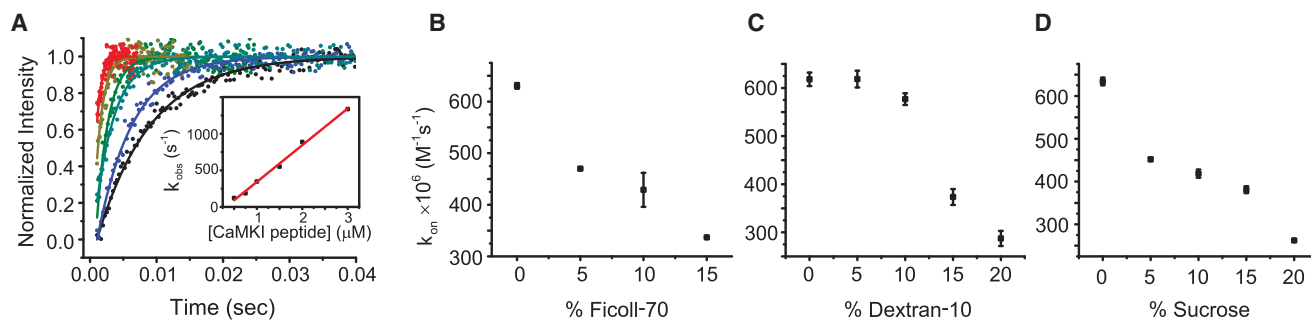 A
Normalized Intensity
1.0
0.8
0.6
0.4
0.2
0.0
0.00 0.01 0.02 0.03 0.04
Time (sec)
k_obs (s⁻¹)
1000
500
0
1 2 3
[CaMKI peptide] (μM)
B
k_on ×10⁶ (M⁻¹s⁻¹)
600
500
400
300
0 5 10 15
% Ficoll-70
C
600
500
400
300
0 5 10 15 20
% Dextran-10
D
600
500
400
300
0 5 10 15 20
% Sucrose